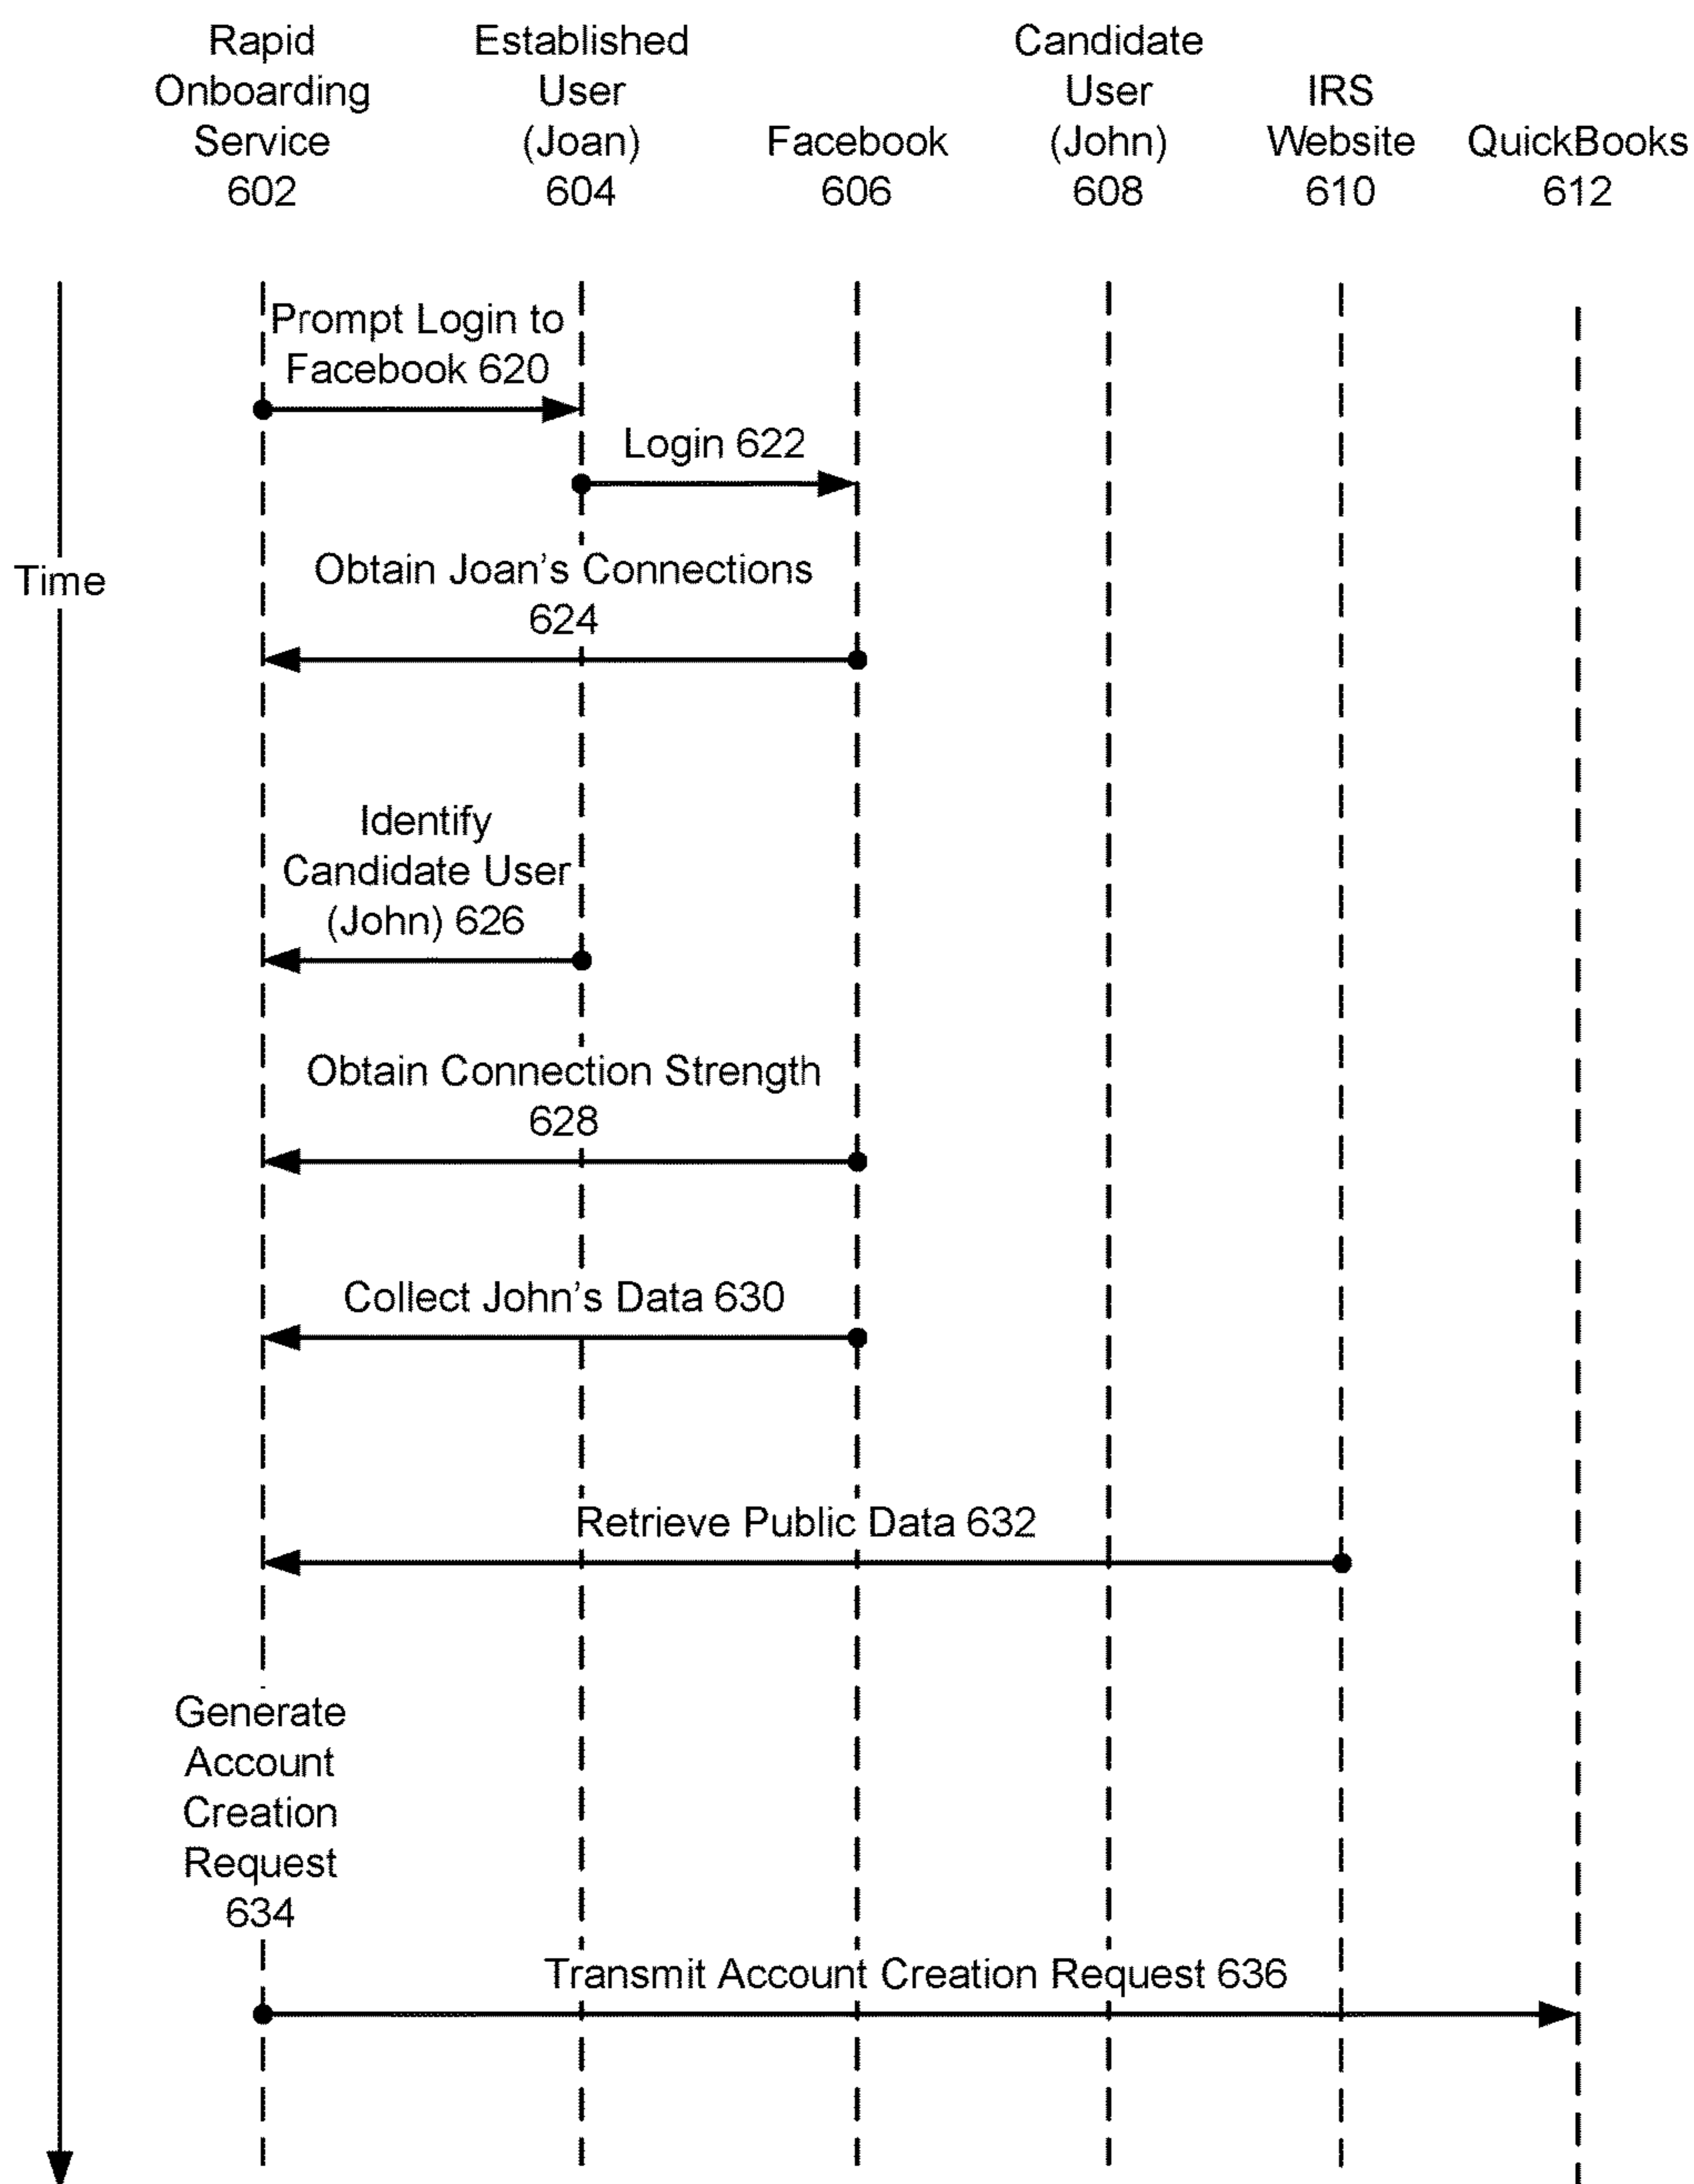 Rapid
Onboarding
Service
602
Established
User
(Joan)
604
Facebook
606
Candidate
User
(John)
608
IRS
Website
610
QuickBooks
612
Time
Prompt Login to
Facebook 620
Login 622
Obtain Joan's Connections
624
Identify
Candidate User
(John) 626
Obtain Connection Strength
628
Collect John's Data 630
Retrieve Public Data 632
Generate
Account
Creation
Request
634
Transmit Account Creation Request 636